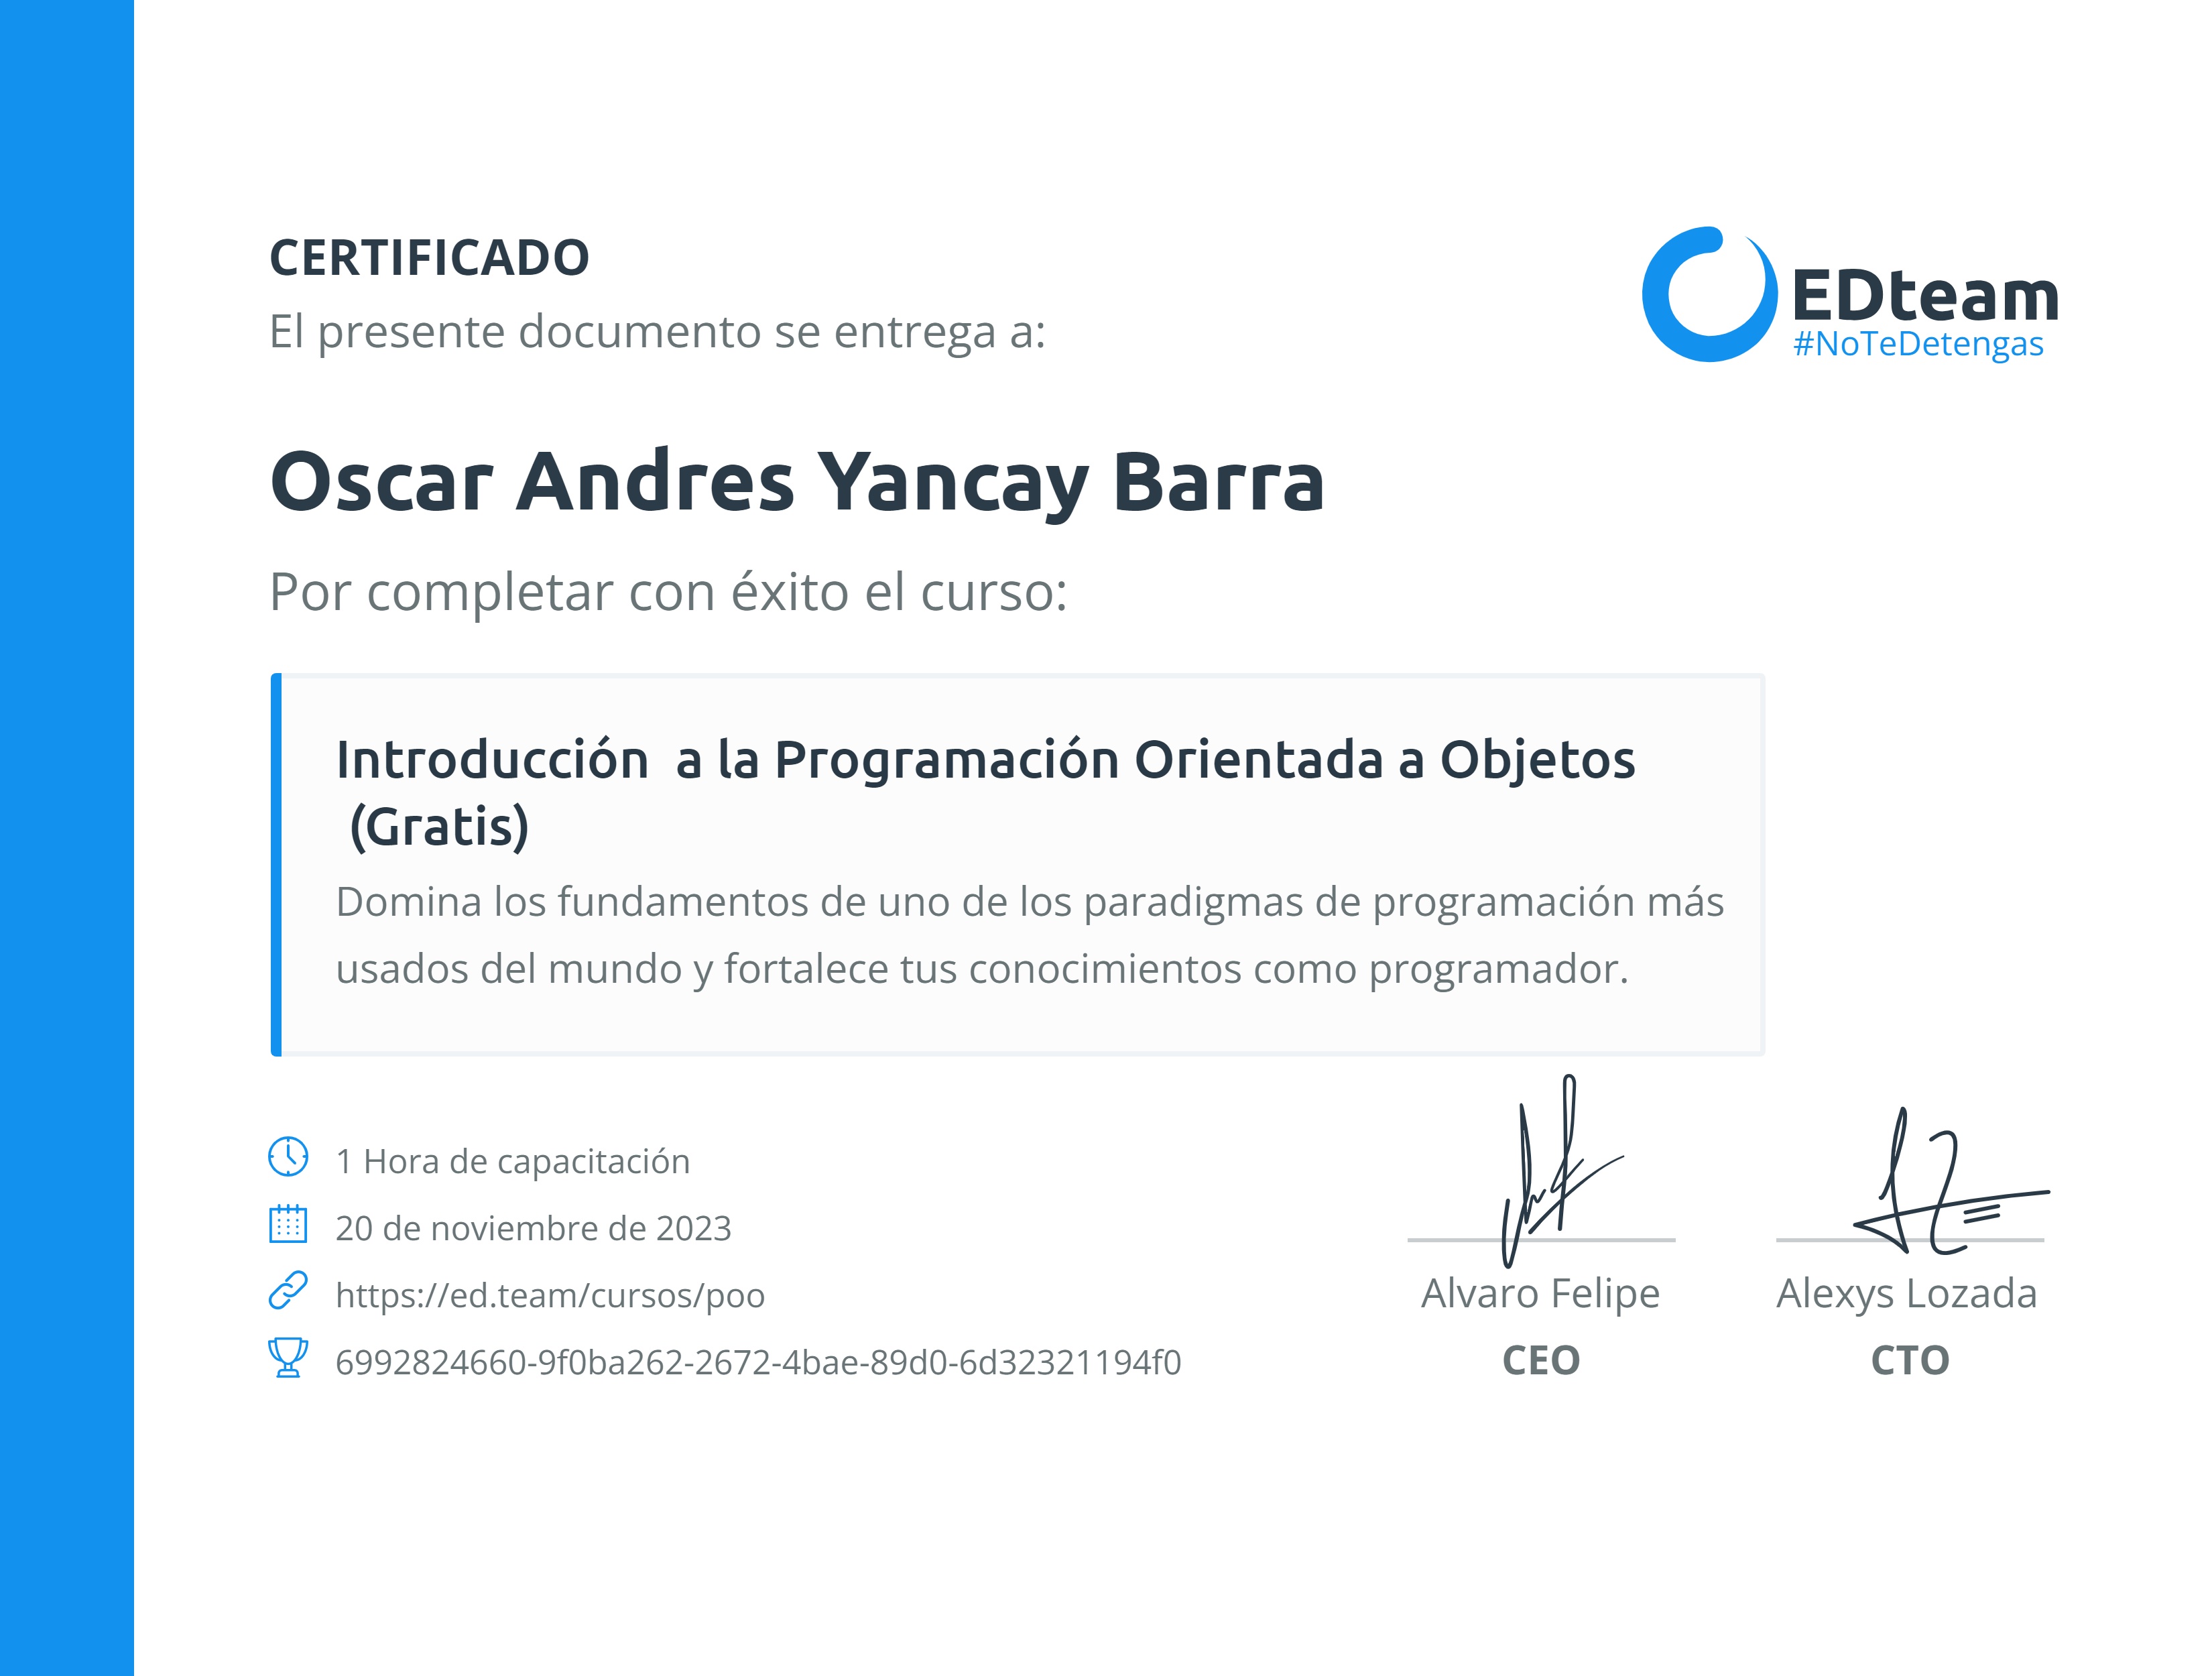 CERTIFICADO
El presente documento se entrega a:
EDteam
#NoTeDetengas
Oscar Andres Yancay Barra
Por completar con éxito el curso:
Introducción  a la Programación Orientada a Objetos
(Gratis)
Domina los fundamentos de uno de los paradigmas de programación más
usados del mundo y fortalece tus conocimientos como programador.
1 Hora de capacitación
20 de noviembre de 2023
https://ed.team/cursos/poo
6992824660-9f0ba262-2672-4bae-89d0-6d32321194f0
Alvaro Felipe
CEO
Alexys Lozada
CTO